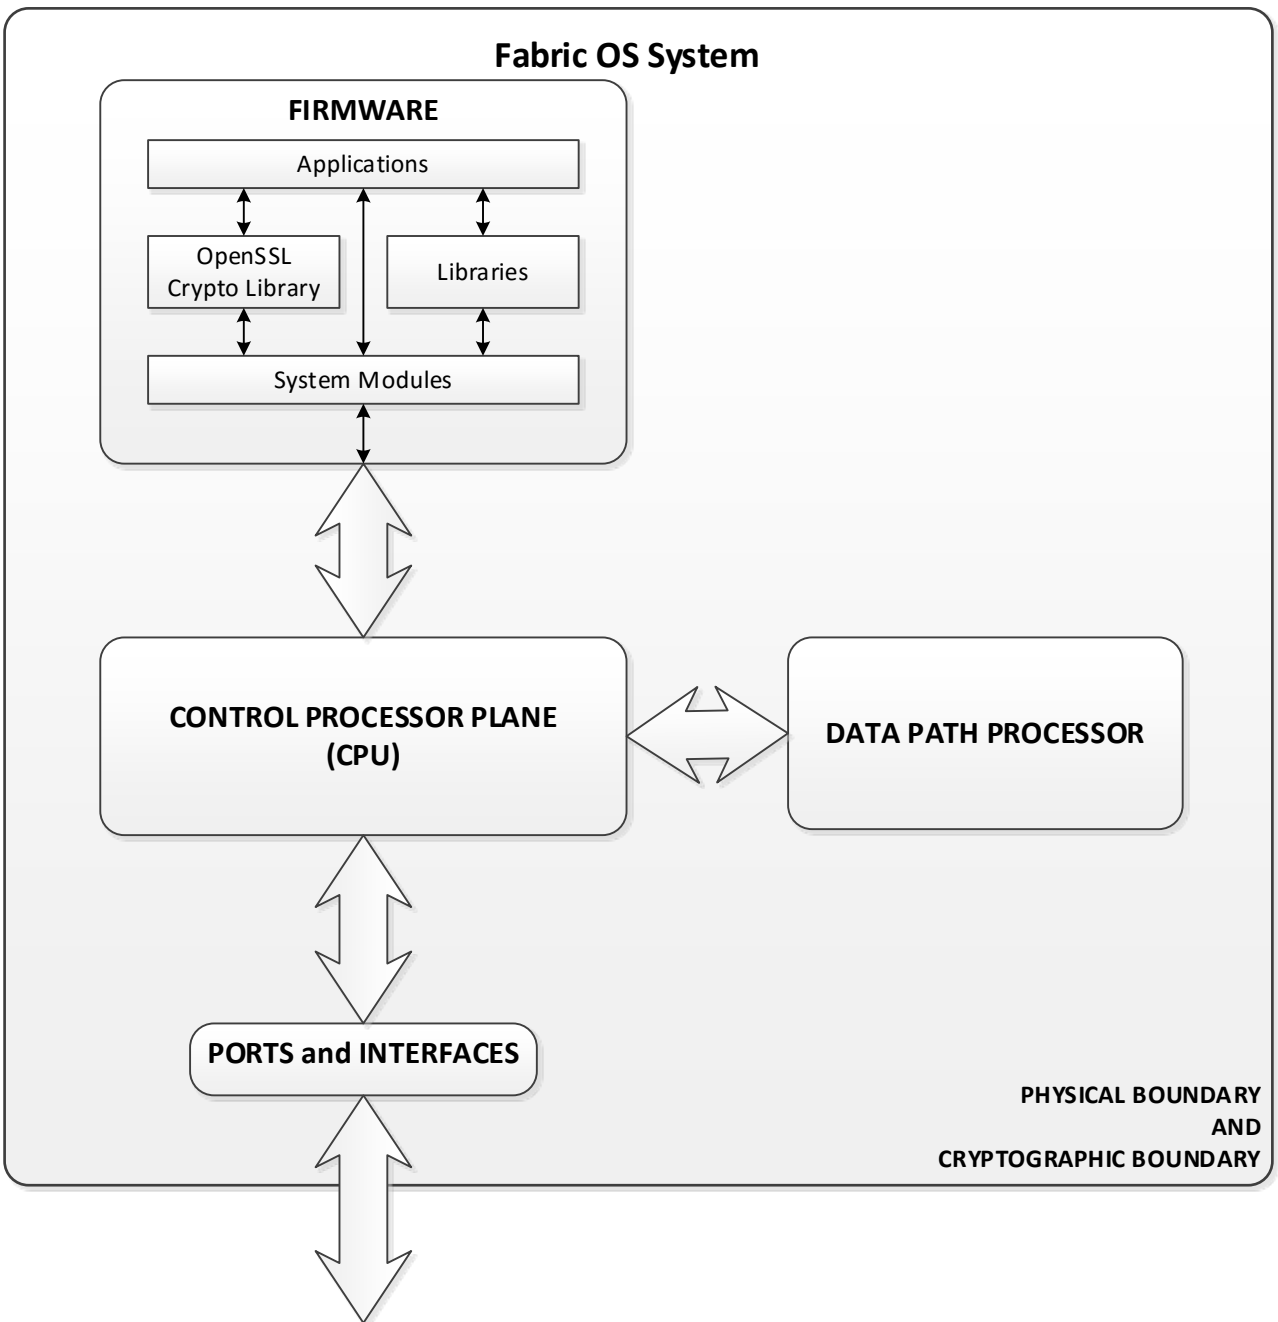 Fabric OS System
FIRMWARE
Applications
OpenSSL
Crypto Library
Libraries
System Modules
CONTROL PROCESSOR PLANE
(CPU)
DATA PATH PROCESSOR
PORTS and INTERFACES
PHYSICAL BOUNDARY
AND
CRYPTOGRAPHIC BOUNDARY